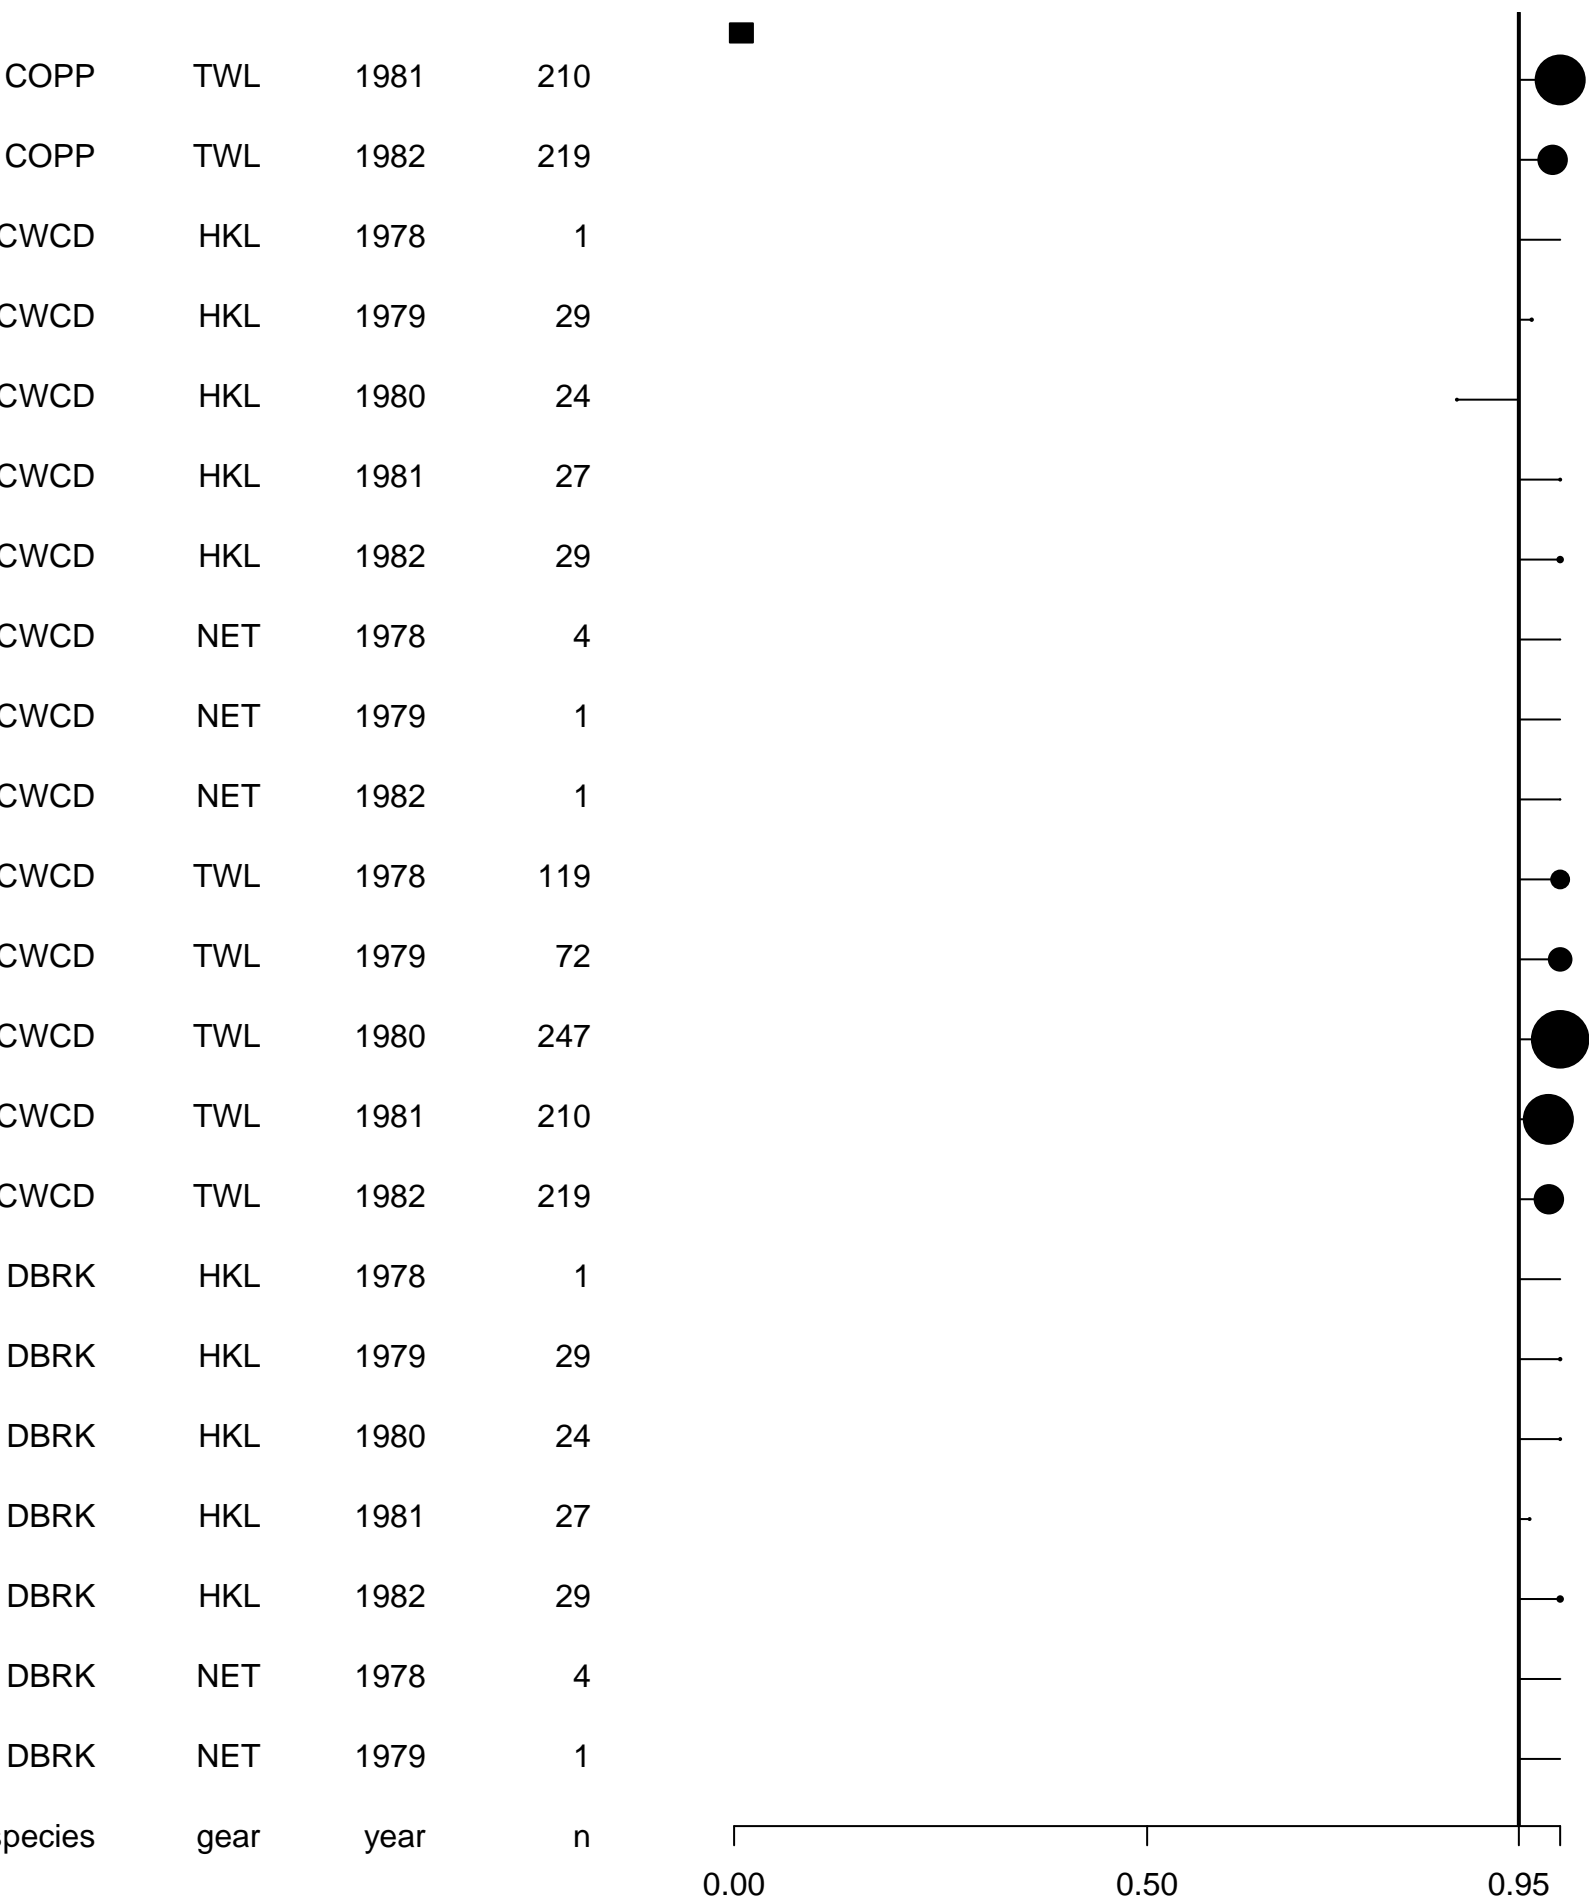 COPP TWL 1981 210
COPP TWL 1982 219
CWCD HKL 1978 1
CWCD HKL 1979 29
CWCD HKL 1980 24
CWCD HKL 1981 27
CWCD HKL 1982 29
CWCD NET 1978 4
CWCD NET 1979 1
CWCD NET 1982 1
CWCD TWL 1978 119
CWCD TWL 1979 72
CWCD TWL 1980 247
CWCD TWL 1981 210
CWCD TWL 1982 219
DBRK HKL 1978 1
DBRK HKL 1979 29
DBRK HKL 1980 24
DBRK HKL 1981 27
DBRK HKL 1982 29
DBRK NET 1978 4
DBRK NET 1979 1
species gear year n
0.00 0.50 0.95